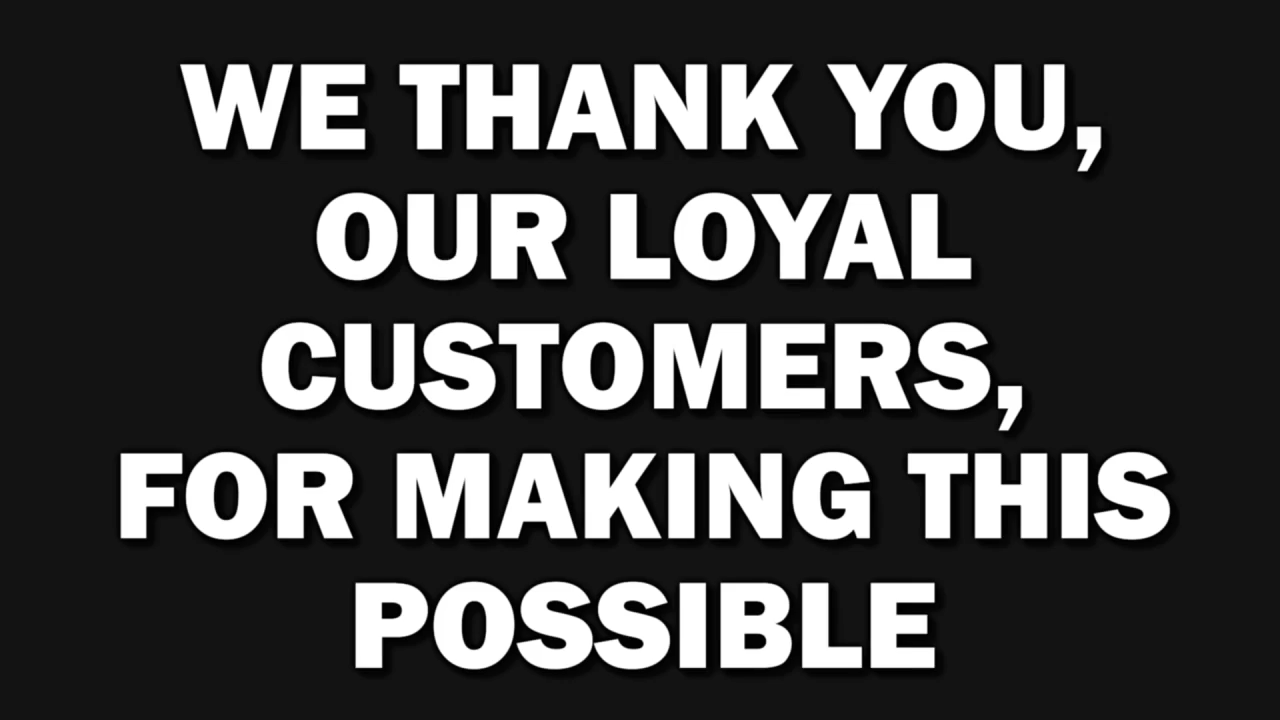 WE THANK YOU,
OUR LOYAL
CUSTOMERS,
FOR MAKING THIS
POSSIBLE